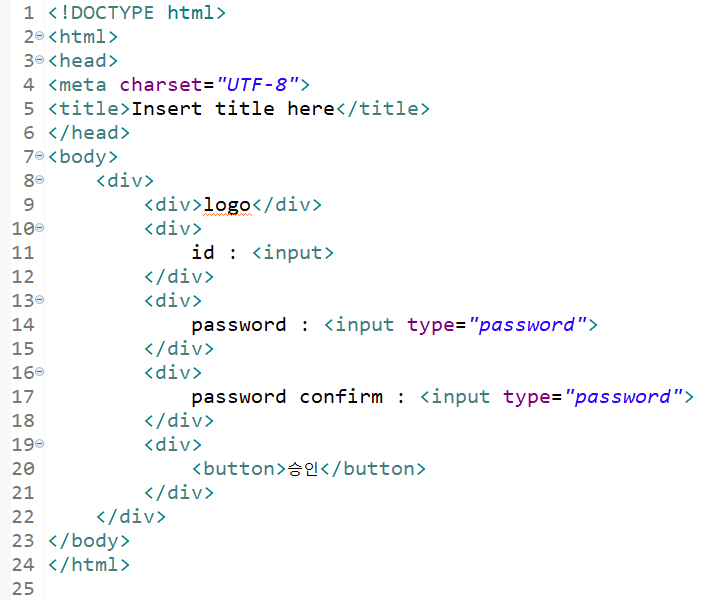 1 <!DOCTYPE html>
2 <html>
3 <head>
4 <meta charset="UTF-8">
5 <title>Insert title here</title>
6 </head>
7 <body>
8     <div>
9         <div>logo</div>
10         <div>
11             id : <input>
12         </div>
13         <div>
14             password : <input type="password">
15         </div>
16         <div>
17             password confirm : <input type="password">
18         </div>
19         <div>
20             <button>승인</button>
21         </div>
22     </div>
23 </body>
24 </html>
25